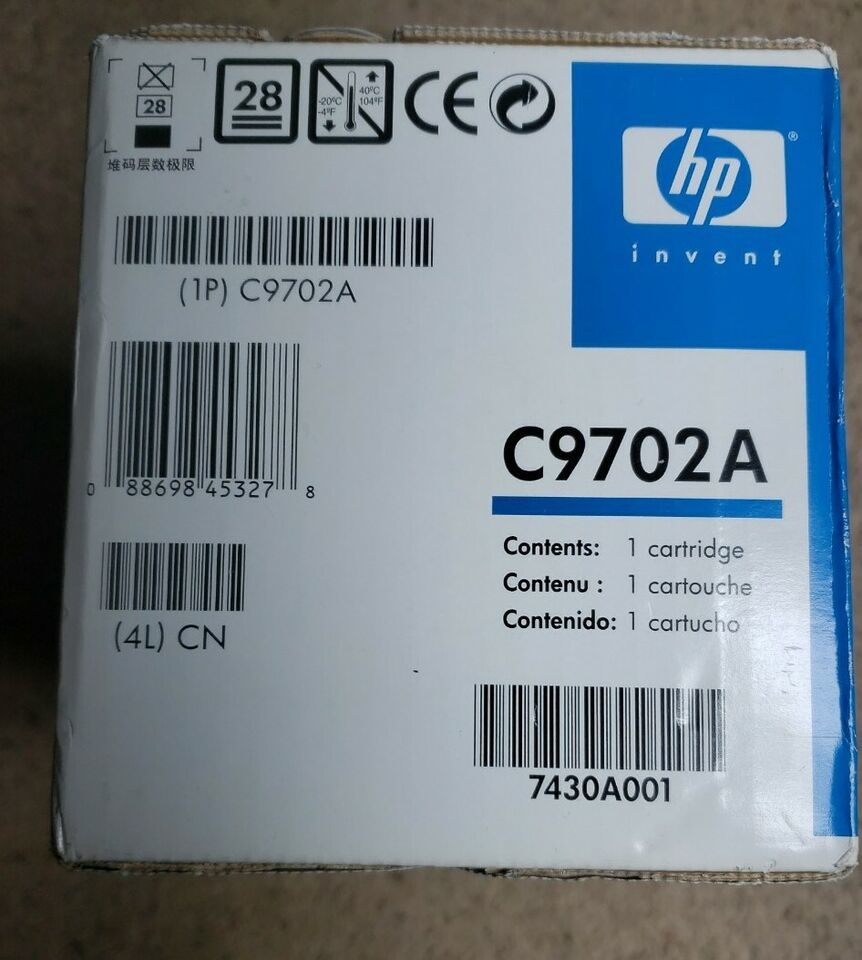 28
堆码层数极限
28
-20°C
-4°F
40°C
104°F
CE
hp
®
invent
(1P) C9702A
0 88698 45327 8
(4L) CN
C9702A
Contents: 1 cartridge
Contenu : 1 cartouche
Contenido: 1 cartucho
7430A001